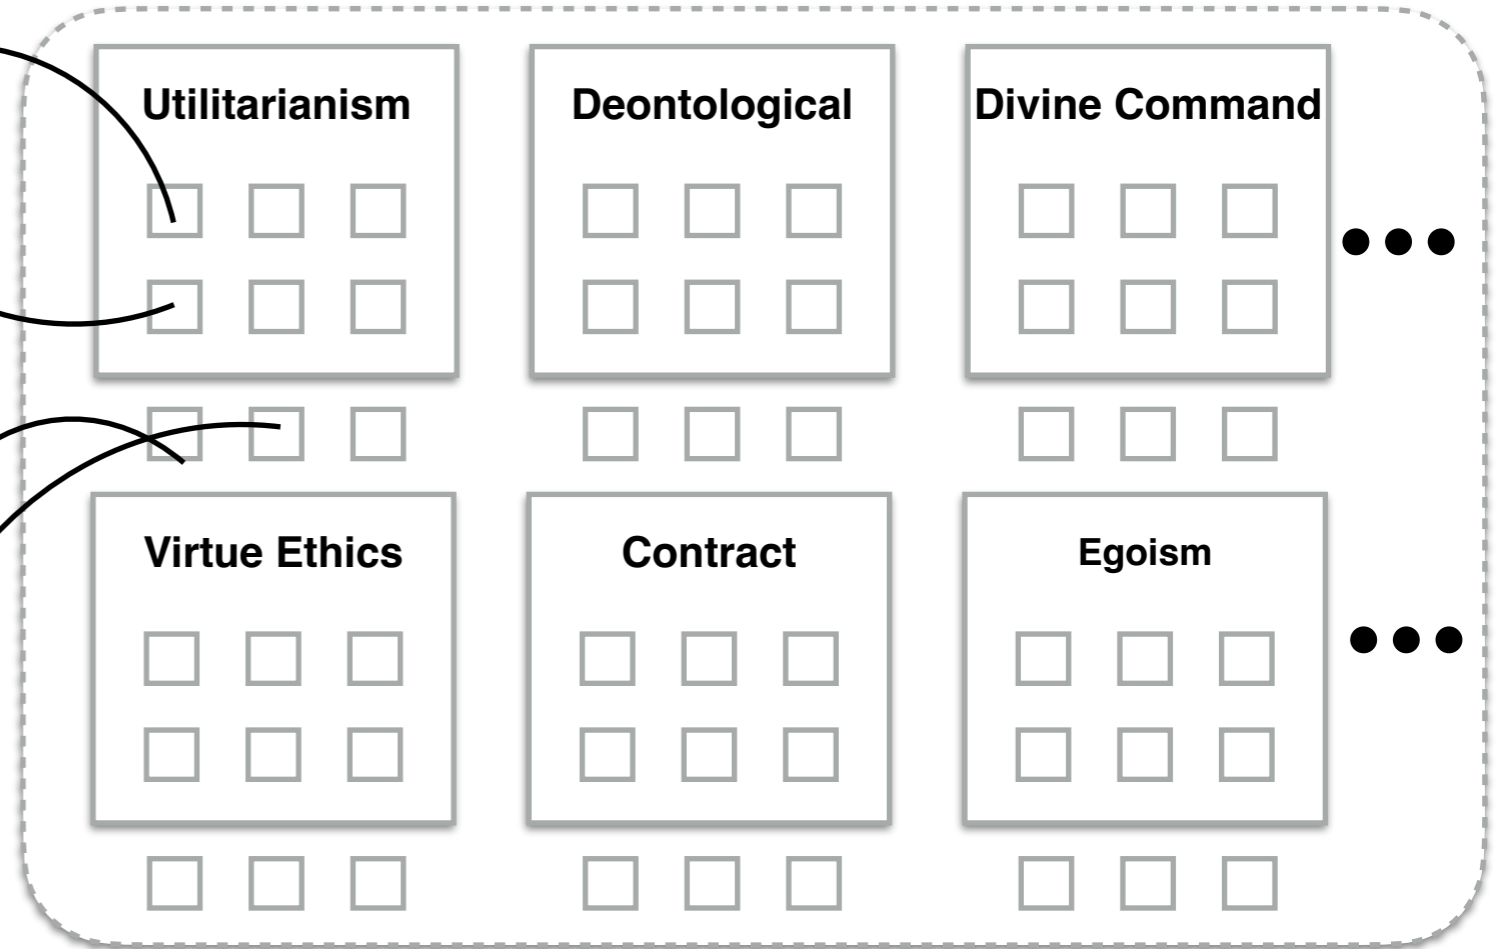 Utilitarianism
Deontological
Divine Command
Virtue Ethics
Contract
Egoism